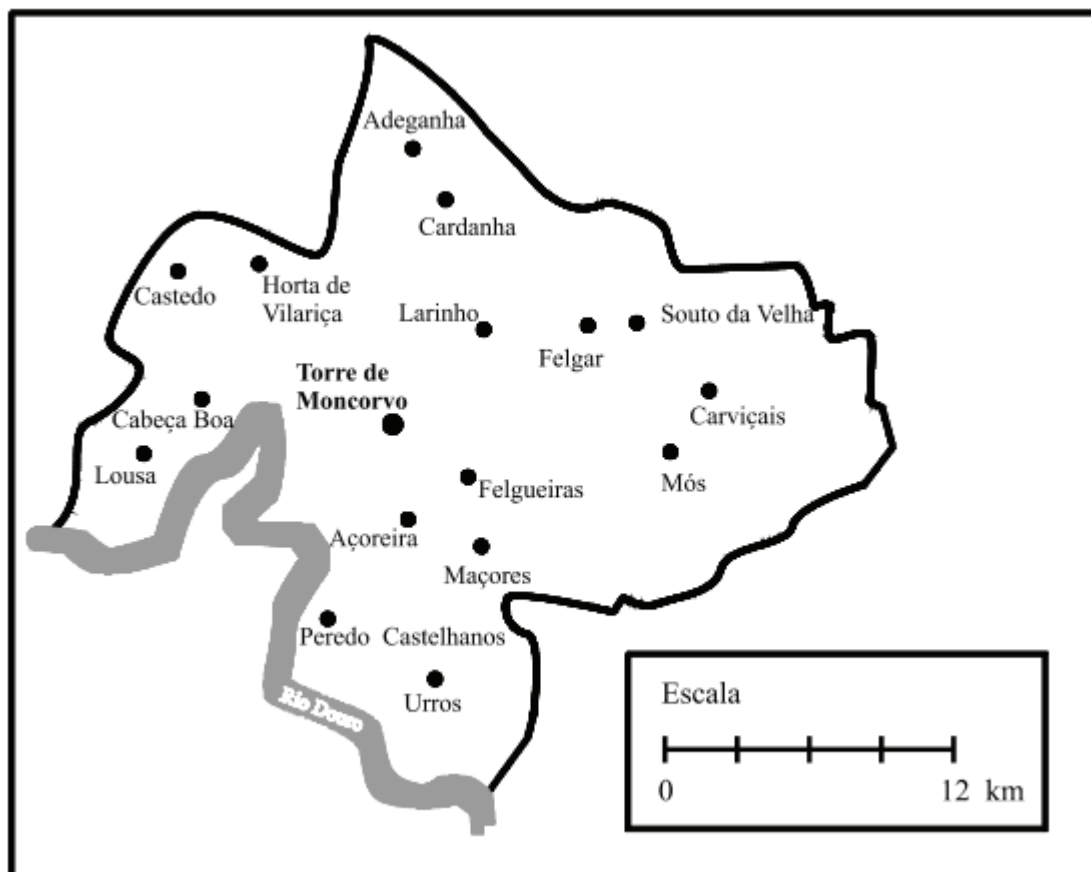 Adeganha
Cardanha
Castedo
Horta de
Vilariça
Larinho
Souto da Velha
Felgar
Torre de
Moncorvo
Carviçais
Cabeça Boa
Lousa
Mós
Felgueiras
Açoreira
Maçores
Peredo
Castelhanos
Urros
Rio Douro
Escala
0
12 km